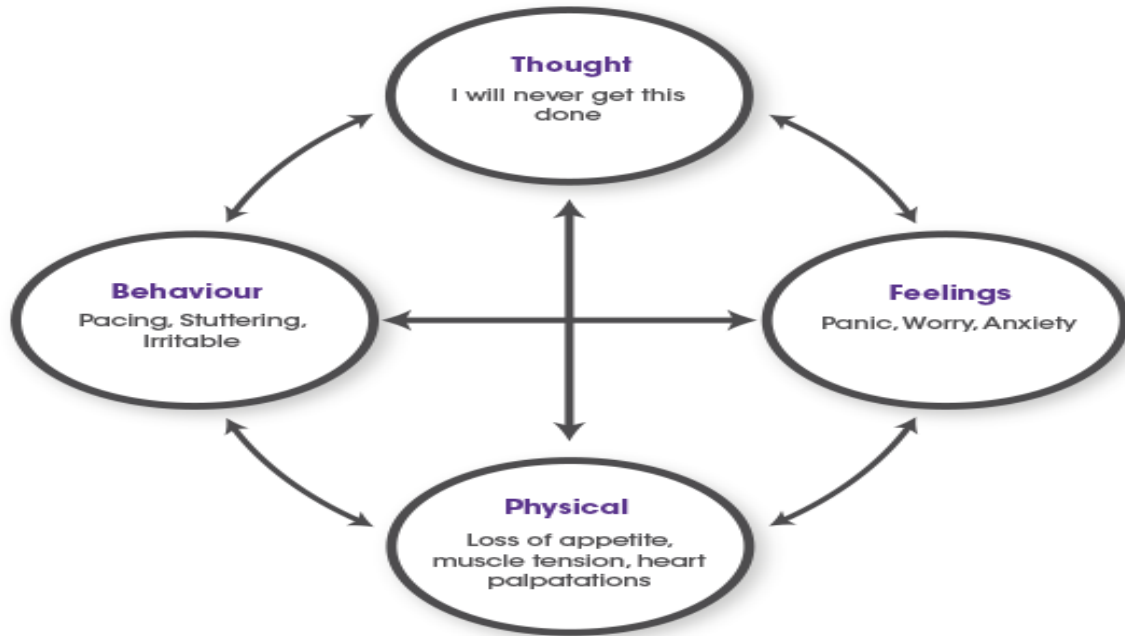 Thought
I will never get this
done
Behaviour
Pacing, Stuttering,
Irritable
Feelings
Panic, Worry, Anxiety
Physical
Loss of appetite,
muscle tension, heart
palpatations